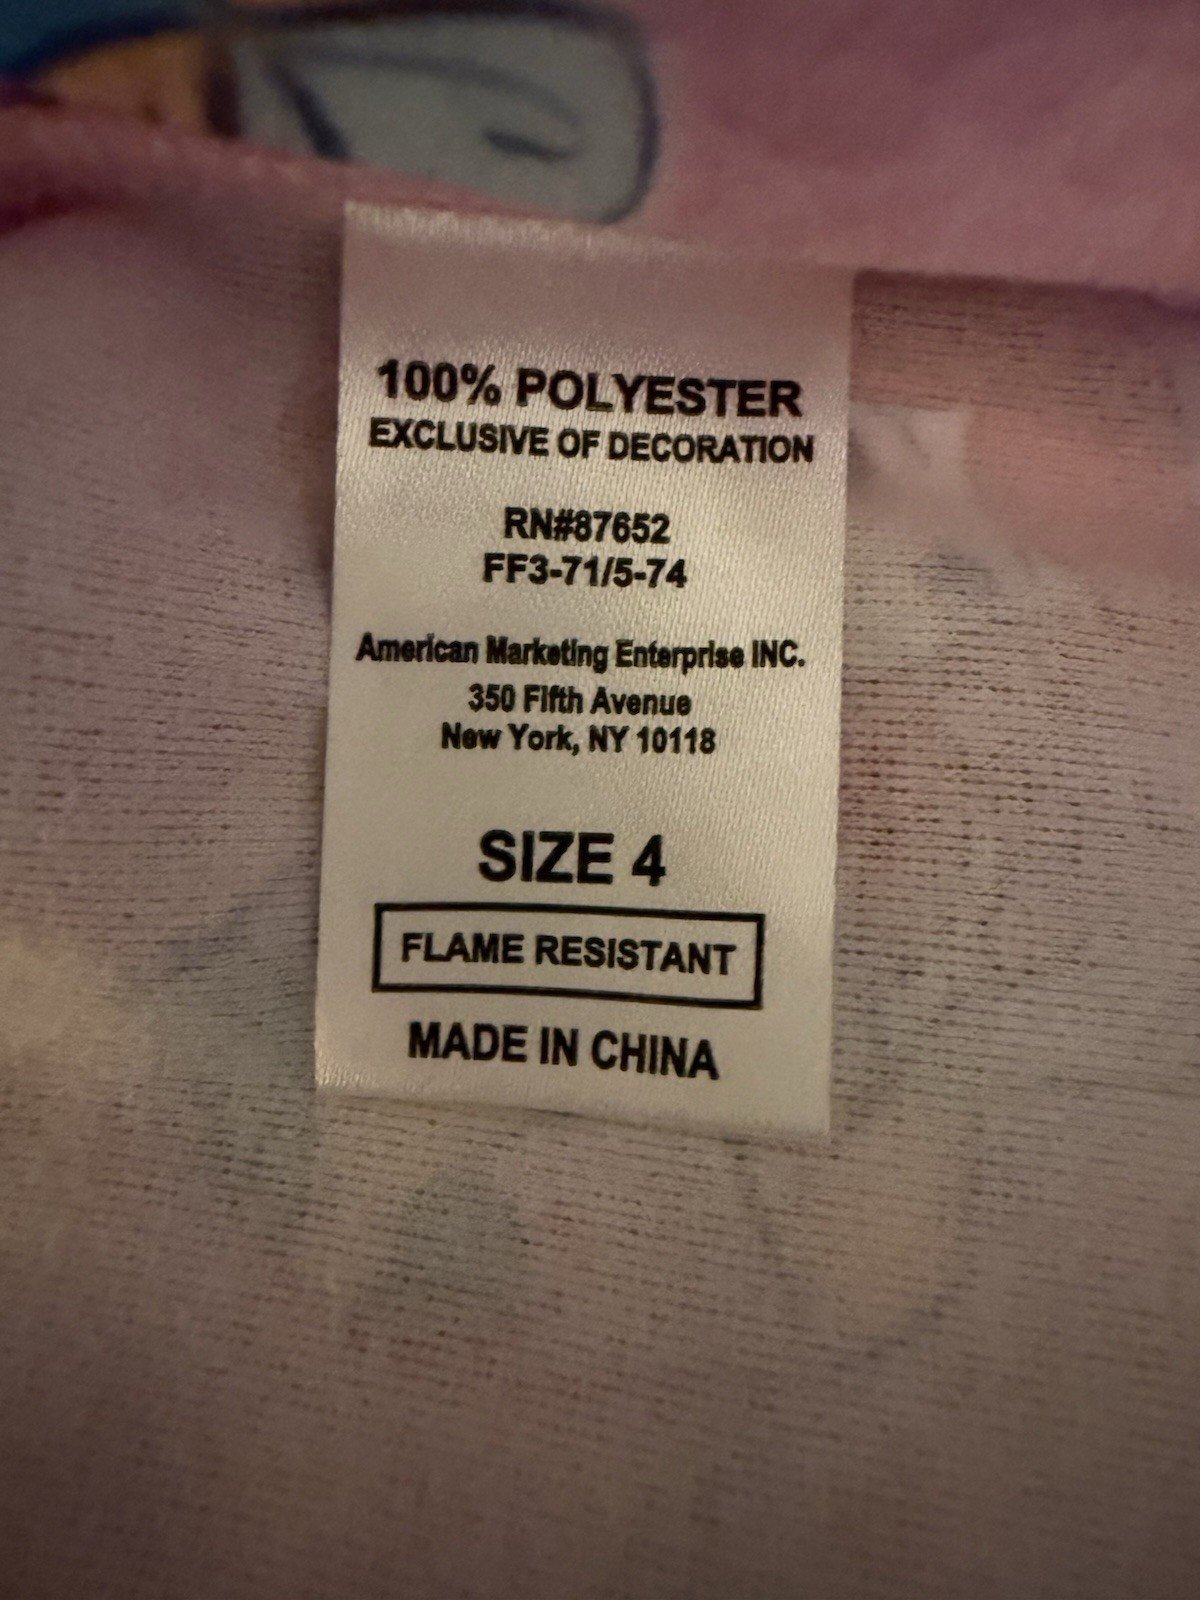 100% POLYESTER
EXCLUSIVE OF DECORATION
RN#87652
FF3-71/5-74
American Marketing Enterprise INC.
350 Fifth Avenue
New York, NY 10118
SIZE 4
FLAME RESISTANT
MADE IN CHINA